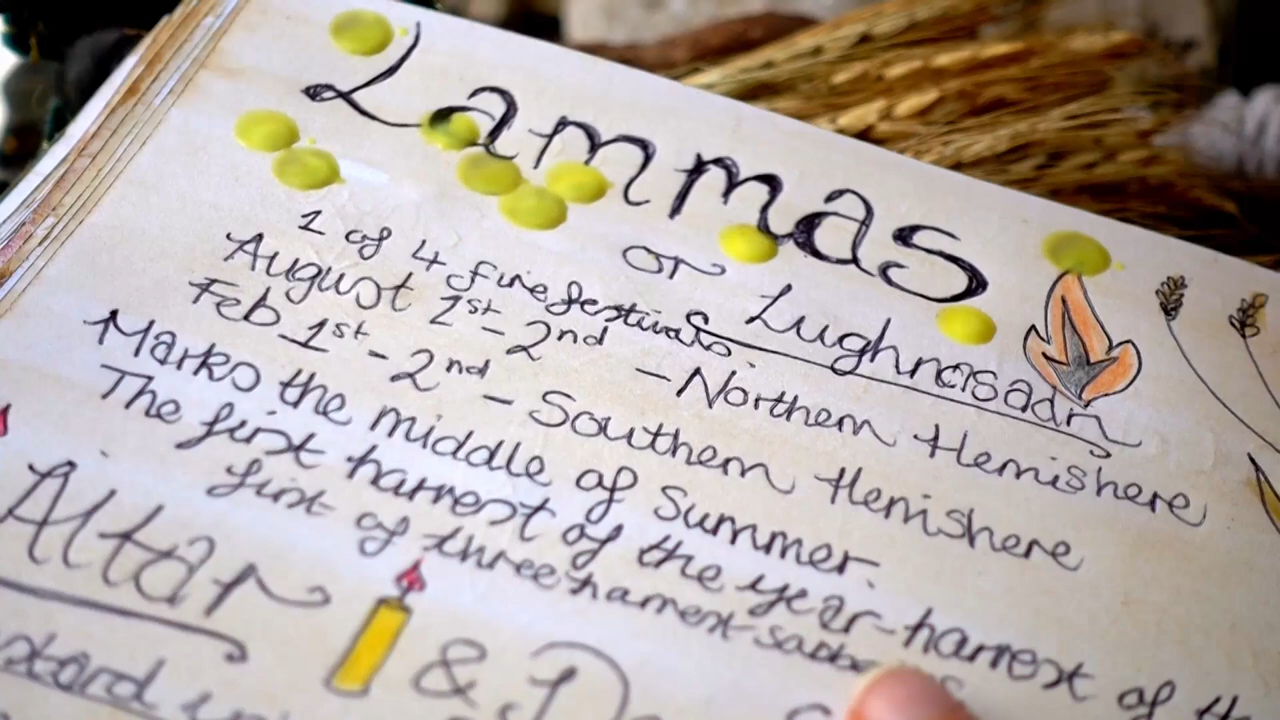 Lammas
or Lughnasadh
1 of 4 fire festivals.
August 1st - 2nd - Northern Hemishere
Feb 1st - 2nd - Southern Hemishere
Marks the middle of Summer.
The first harvest of the year - harvest of
first of three harvest
Altar &